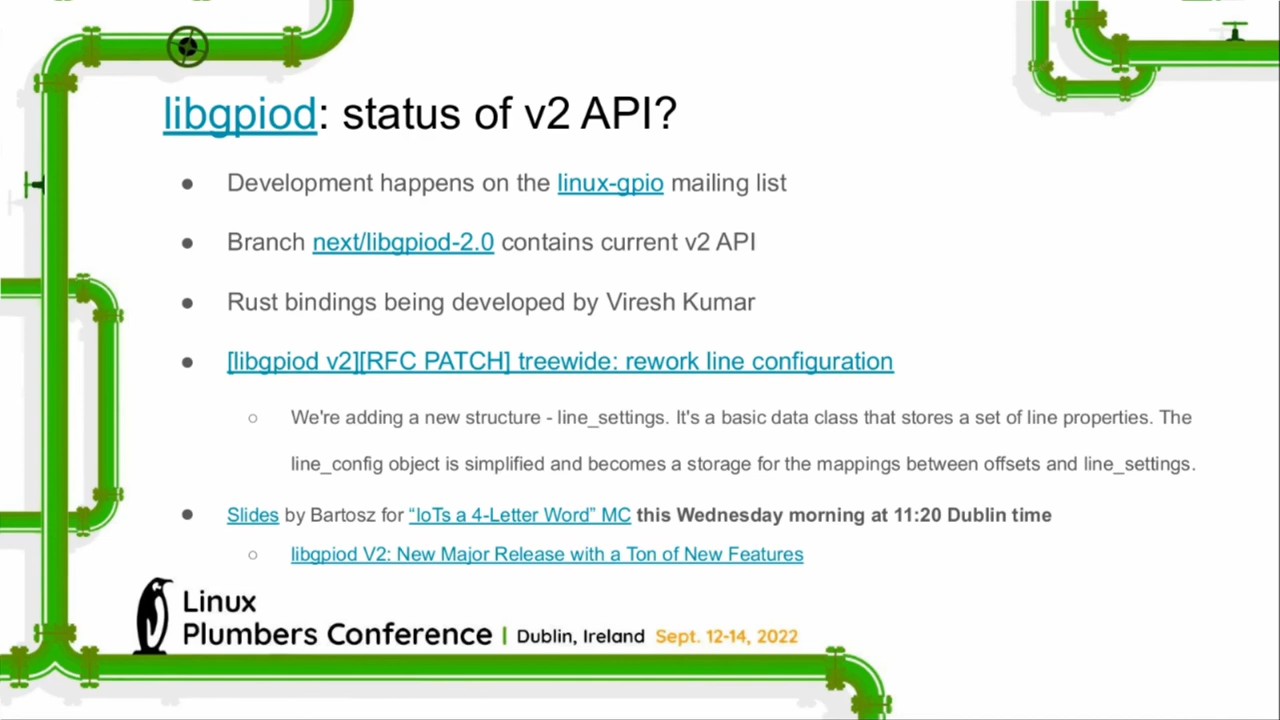 libgpiod: status of v2 API?
● Development happens on the linux-gpio mailing list
● Branch next/libgpiod-2.0 contains current v2 API
● Rust bindings being developed by Viresh Kumar
● [libgpiod v2][RFC PATCH] treewide: rework line configuration
○ We're adding a new structure - line_settings. It's a basic data class that stores a set of line properties. The
line_config object is simplified and becomes a storage for the mappings between offsets and line_settings.
● Slides by Bartosz for “IoTs a 4-Letter Word” MC this Wednesday morning at 11:20 Dublin time
○ libgpiod V2: New Major Release with a Ton of New Features
Linux
Plumbers Conference | Dublin, Ireland Sept. 12-14, 2022